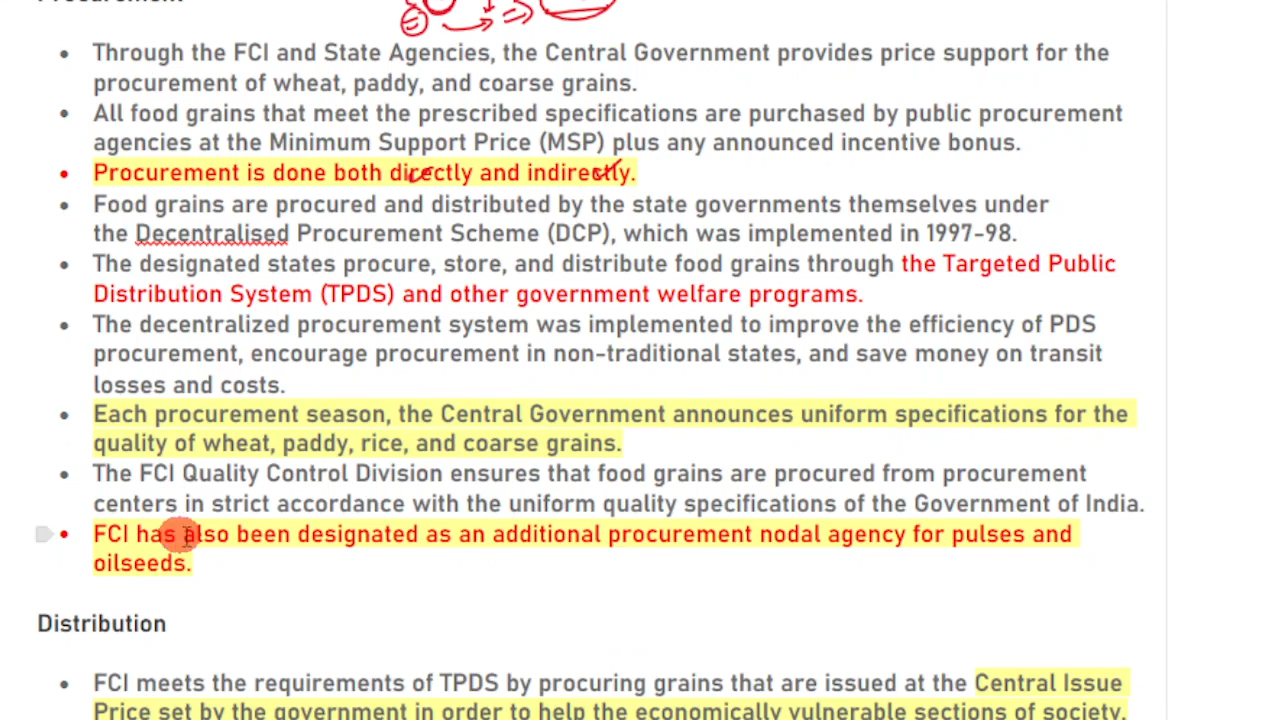 Procurement
Through the FCI and State Agencies, the Central Government provides price support for the
procurement of wheat, paddy, and coarse grains.
All food grains that meet the prescribed specifications are purchased by public procurement
agencies at the Minimum Support Price (MSP) plus any announced incentive bonus.
Procurement is done both directly and indirectly.
Food grains are procured and distributed by the state governments themselves under
the Decentralised Procurement Scheme (DCP), which was implemented in 1997-98.
The designated states procure, store, and distribute food grains through the Targeted Public
Distribution System (TPDS) and other government welfare programs.
The decentralized procurement system was implemented to improve the efficiency of PDS
procurement, encourage procurement in non-traditional states, and save money on transit
losses and costs.
Each procurement season, the Central Government announces uniform specifications for the
quality of wheat, paddy, rice, and coarse grains.
The FCI Quality Control Division ensures that food grains are procured from procurement
centers in strict accordance with the uniform quality specifications of the Government of India.
FCI has also been designated as an additional procurement nodal agency for pulses and
oilseeds.
Distribution
FCI meets the requirements of TPDS by procuring grains that are issued at the Central Issue
Price set by the government in order to help the economically vulnerable sections of society.